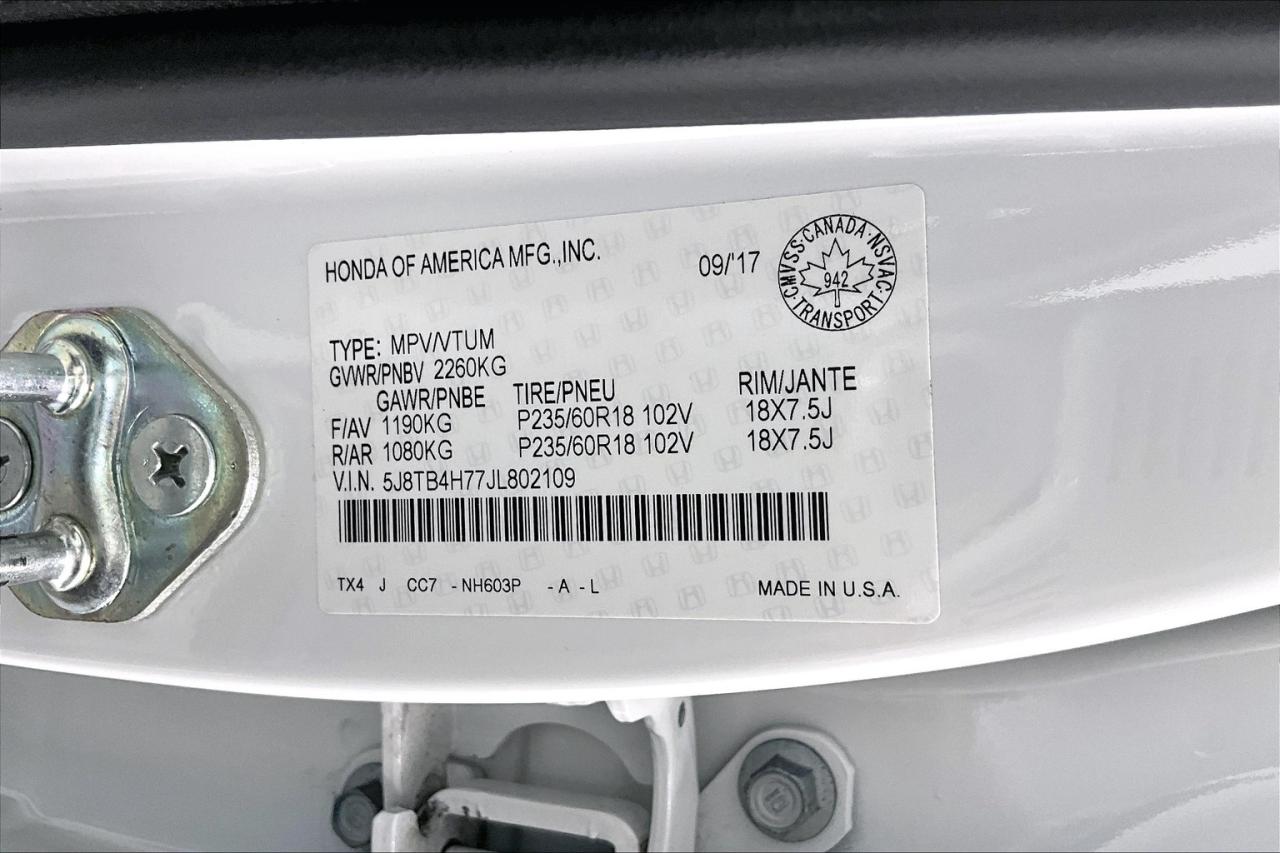 HONDA OF AMERICA MFG.,INC. 09/'17
CMVSS·CANADA·NSVAC·TRANSPORT·
942
TYPE: MPV/VTUM
GVWR/PNBV 2260KG
GAWR/PNBE TIRE/PNEU RIM/JANTE
F/AV 1190KG P235/60R18 102V 18X7.5J
R/AR 1080KG P235/60R18 102V 18X7.5J
V.I.N. 5J8TB4H77JL802109
TX4 J CC7 -NH603P -A -L MADE IN U.S.A.